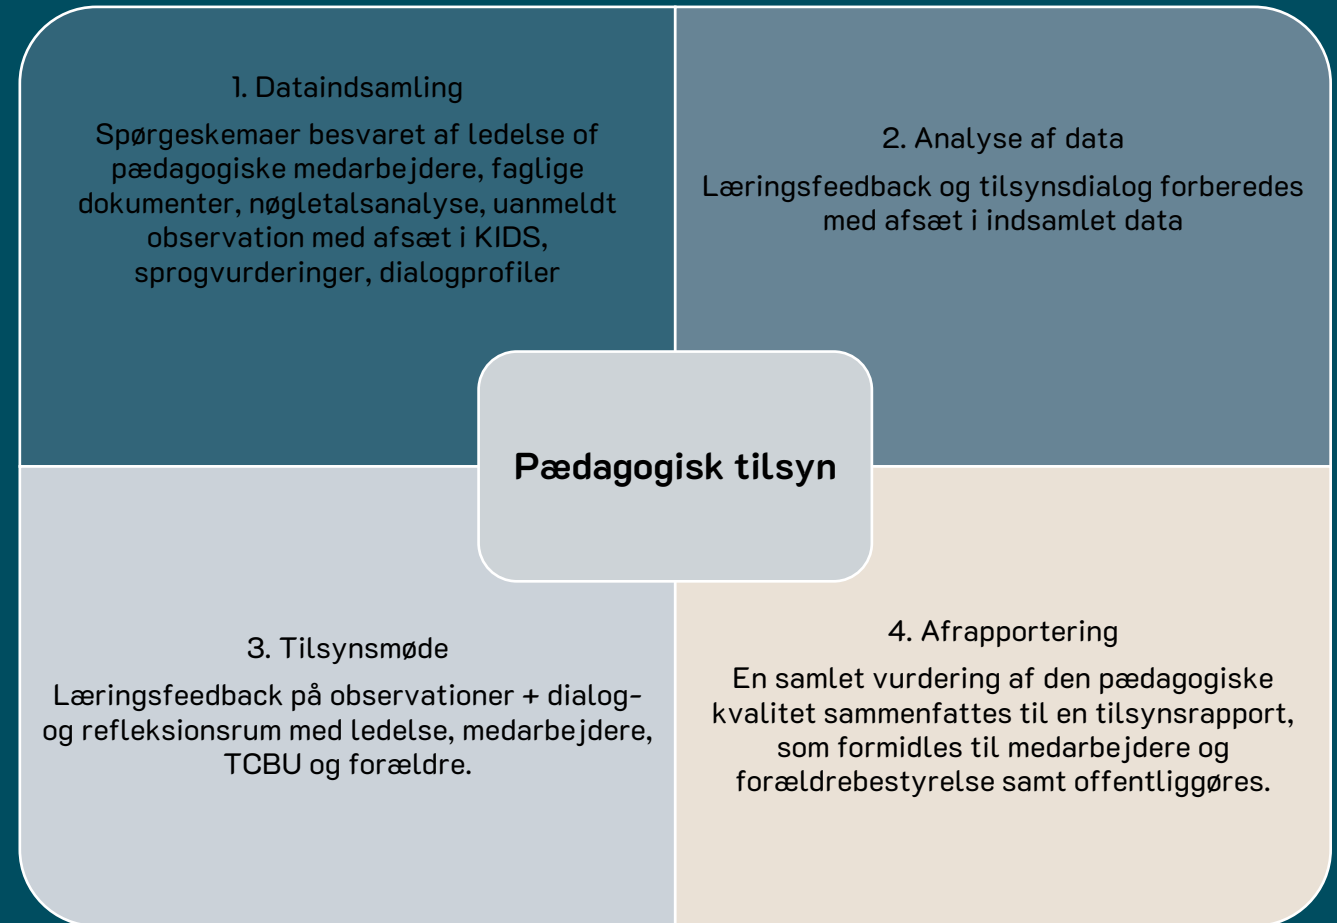 1. Dataindsamling
Spørgeskemaer besvaret af ledelse of
pædagogiske medarbejdere, faglige
dokumenter, nøgletalsanalyse, uanmeldt
observation med afsæt i KIDS,
sprogvurderinger, dialogprofiler
2. Analyse af data
Læringsfeedback og tilsynsdialog forberedes
med afsæt i indsamlet data
Pædagogisk tilsyn
3. Tilsynsmøde
Læringsfeedback på observationer + dialog-
og refleksionsrum med ledelse, medarbejdere,
TCBU og forældre.
4. Afrapportering
En samlet vurdering af den pædagogiske
kvalitet sammenfattes til en tilsynsrapport,
som formidles til medarbejdere og
forældrebestyrelse samt offentliggøres.